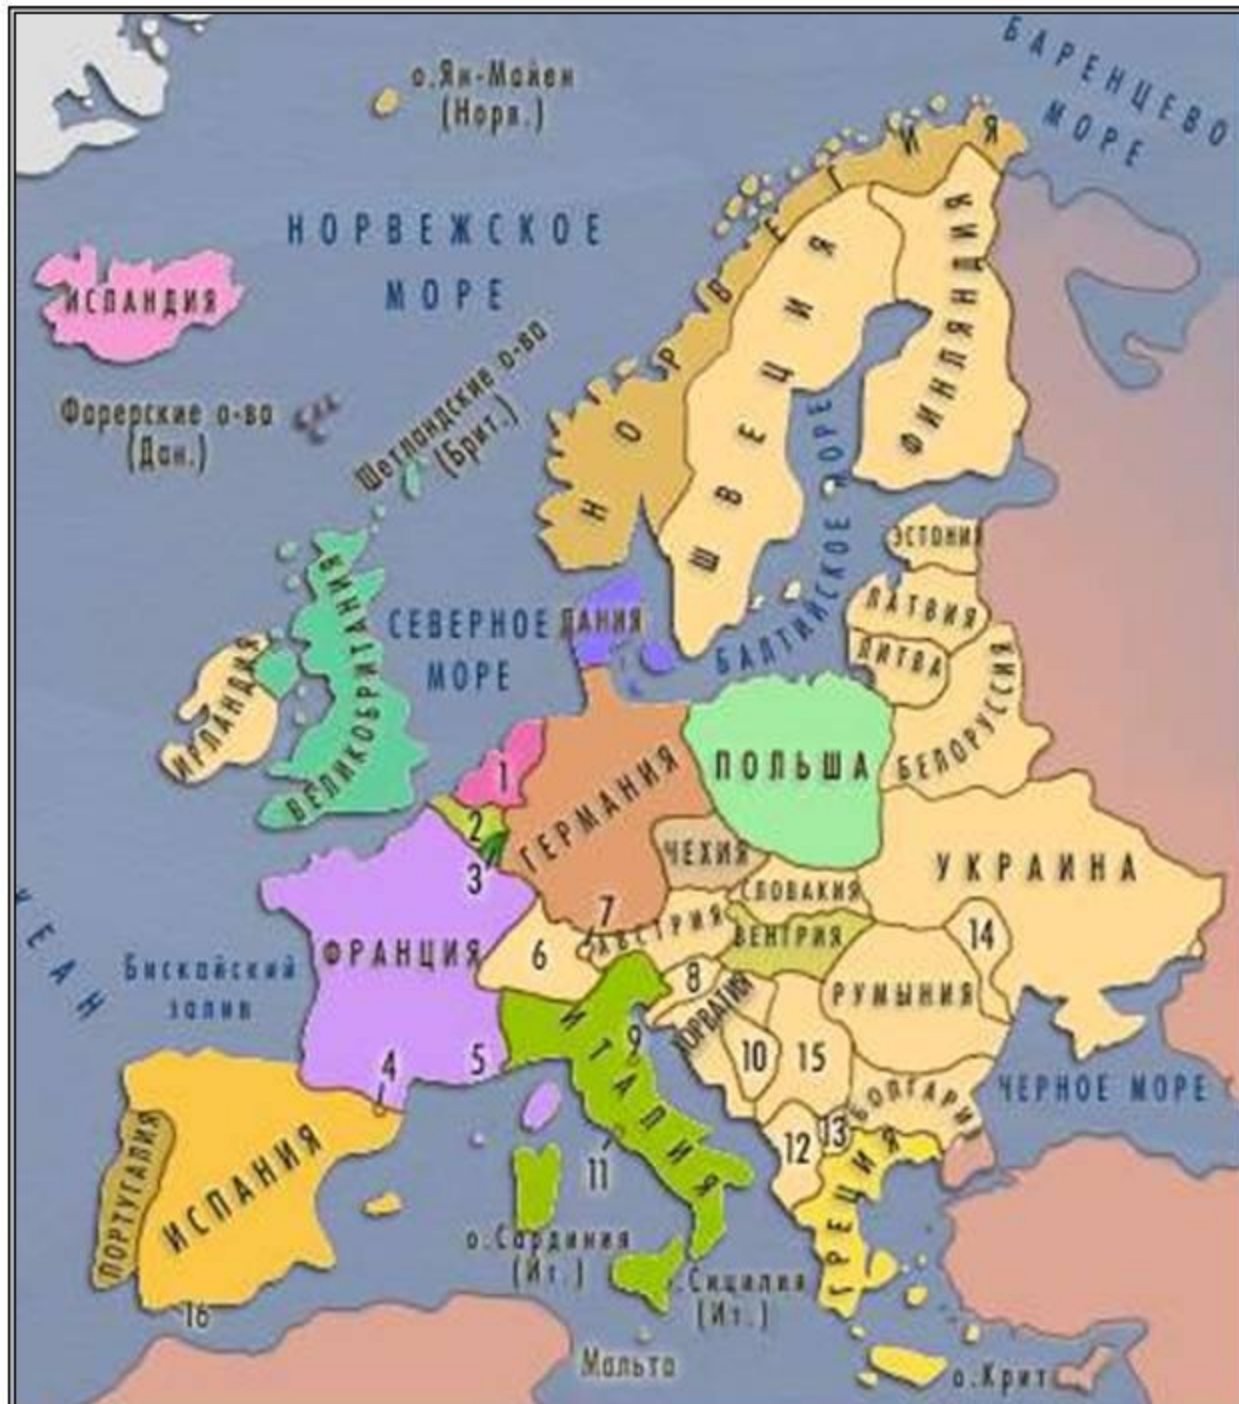 БАРЕНЦЕВО
МОРЕ
о.Ян-Майен
(Норв.)
НОРВЕЖСКОЕ
МОРЕ
ИСЛАНДИЯ
НОРВЕГИЯ
ШВЕЦИЯ
ФИНЛЯНДИЯ
Фарерские о-ва
(Дан.)
Шетландские о-ва
(Брит.)
БАЛТИЙСКОЕ МОРЕ
ЭСТОНИЯ
ЛАТВИЯ
ЛИТВА
БЕЛОРУССИЯ
СЕВЕРНОЕ
МОРЕ
ДАНИЯ
ИРЛАНДИЯ
ВЕЛИКОБРИТАНИЯ
1
2
3
ГЕРМАНИЯ
ПОЛЬША
ЧЕХИЯ
СЛОВАКИЯ
УКРАИНА
ЕАН
Бискайский
залив
ФРАНЦИЯ
6
7
АВСТРИЯ
ВЕНГРИЯ
14
РУМЫНИЯ
8
ХОРВАТИЯ
ИТАЛИЯ
9
10
15
4
5
ЧЕРНОЕ МОРЕ
БОЛГАРИ
ПОРТУГАЛИЯ
ИСПАНИЯ
11
12
13
ГРЕЦИЯ
о.Сардиния
(Ит.)
.Сицилия
(Ит.)
16
Мальта
о.Крит